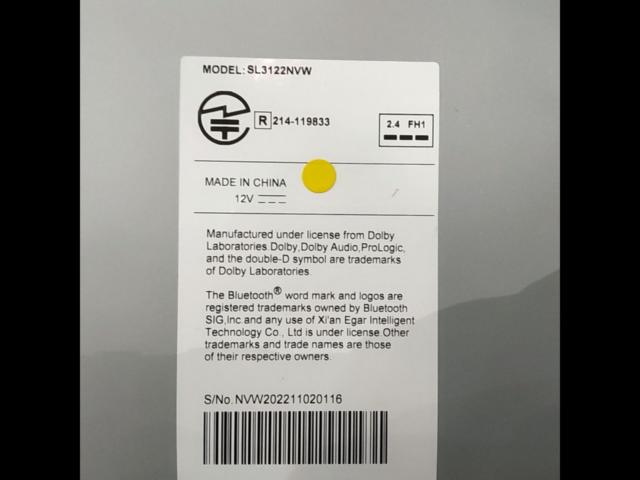 MODEL: SL3122NVW
R 214-119833
2.4 FH1
MADE IN CHINA
12V
Manufactured under license from Dolby
Laboratories.Dolby,Dolby Audio,ProLogic,
and the double-D symbol are trademarks
of Dolby Laboratories.
The Bluetooth® word mark and logos are
registered trademarks owned by Bluetooth
SIG,Inc.and any use of Xi'an Egar Intelligent
Technology Co., Ltd is under license.Other
trademarks and trade names are those
of their respective owners.
S/No.NVW202211020116